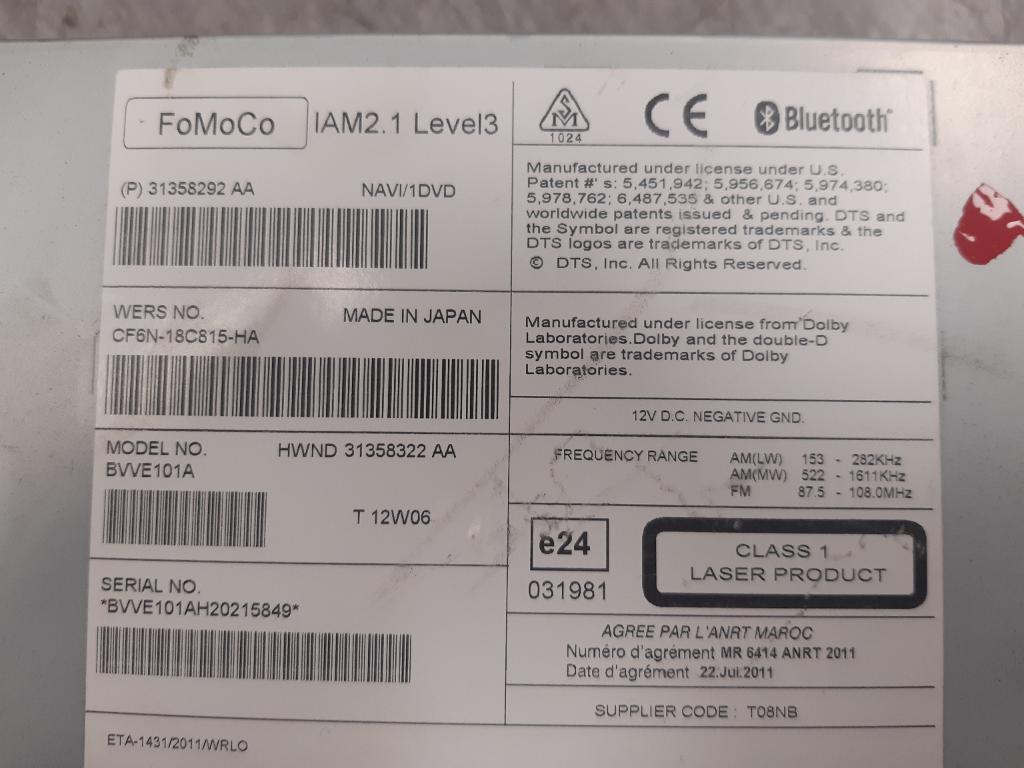 FoMoCo IAM2.1 Level3
(P) 31358292 AA NAVI/1DVD
WERS NO. MADE IN JAPAN
CF6N-18C815-HA
MODEL NO. HWND 31358322 AA
BVVE101A
T 12W06
SERIAL NO.
*BVVE101AH20215849*
ETA-1431/2011/WRLO
SM
1024
CE
Bluetooth®
Manufactured under license under U.S.
Patent #' s: 5,451,942; 5,956,674; 5,974,380;
5,978,762; 6,487,535 & other U.S. and
worldwide patents issued & pending. DTS and
the Symbol are registered trademarks & the
DTS logos are trademarks of DTS, Inc.
© DTS, Inc. All Rights Reserved.
Manufactured under license from Dolby
Laboratories.Dolby and the double-D
symbol are trademarks of Dolby
Laboratories.
12V D.C. NEGATIVE GND.
FREQUENCY RANGE AM(LW) 153 - 282KHz
AM(MW) 522 - 1611KHz
FM 87.5 - 108.0MHz
e24
031981
CLASS 1
LASER PRODUCT
AGREE PAR L'ANRT MAROC
Numéro d'agrément MR 6414 ANRT 2011
Date d'agrément 22.Jul.2011
SUPPLIER CODE : T08NB